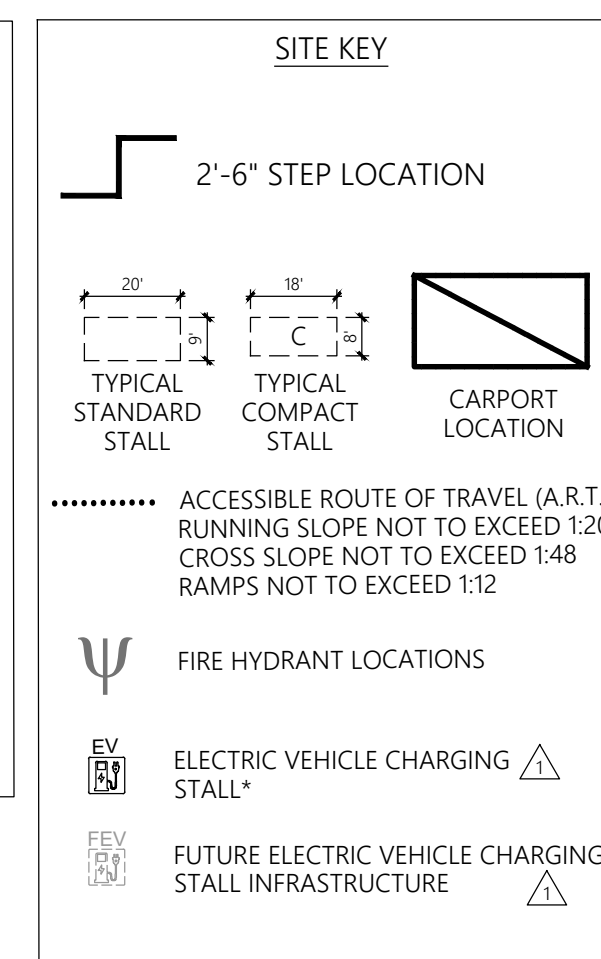 SITE KEY
2'-6" STEP LOCATION
20'
9'
TYPICAL
STANDARD
STALL
18'
C
8'
TYPICAL
COMPACT
STALL
CARPORT
LOCATION
ACCESSIBLE ROUTE OF TRAVEL (A.R.T.
RUNNING SLOPE NOT TO EXCEED 1:20
CROSS SLOPE NOT TO EXCEED 1:48
RAMPS NOT TO EXCEED 1:12
FIRE HYDRANT LOCATIONS
EV
ELECTRIC VEHICLE CHARGING 1
STALL*
FEV
FUTURE ELECTRIC VEHICLE CHARGING
STALL INFRASTRUCTURE 1